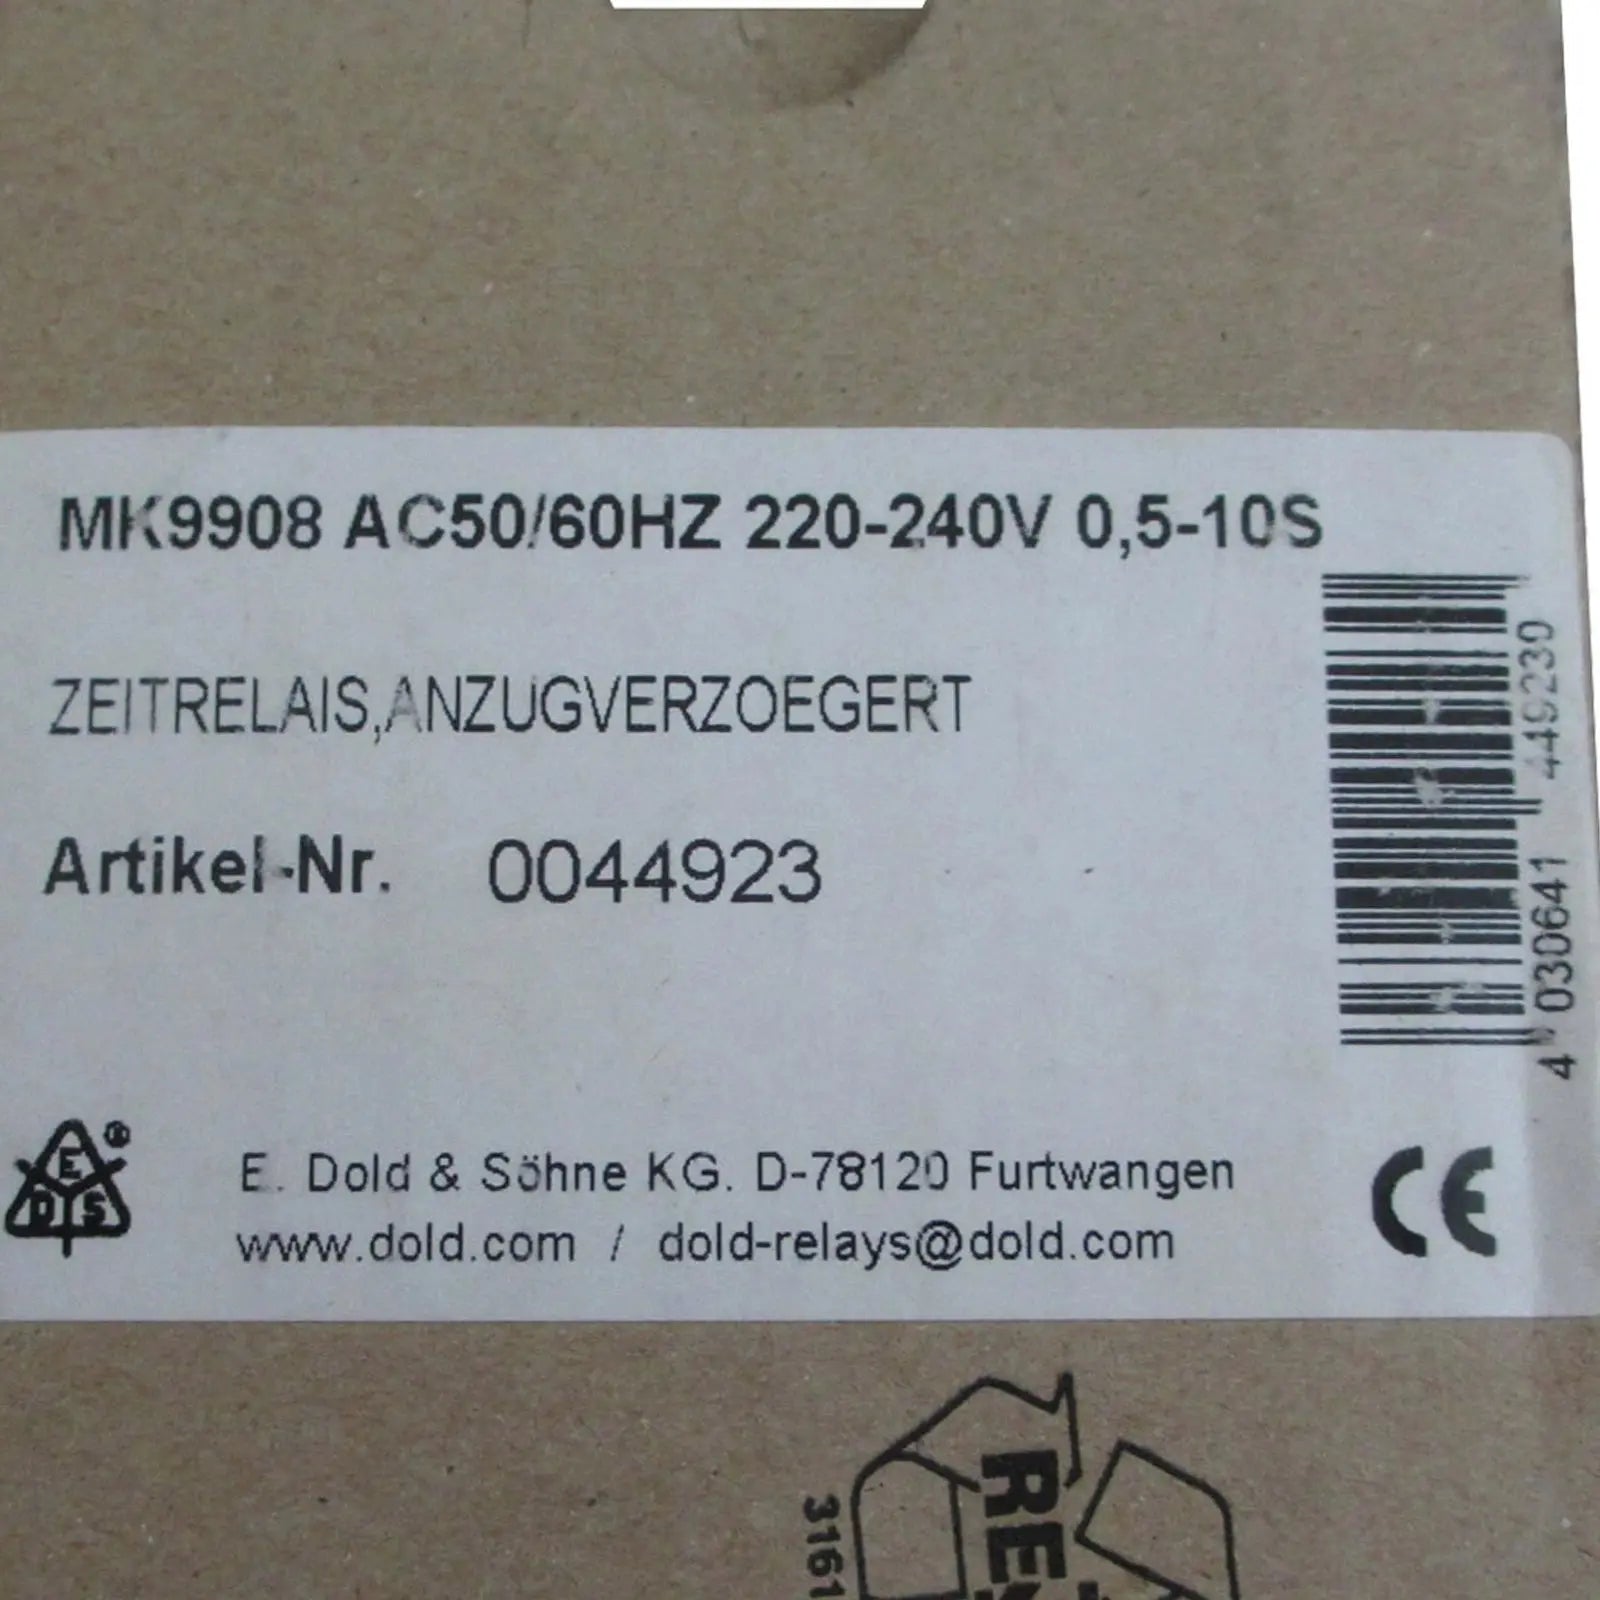 MK9908 AC50/60HZ 220-240V 0,5-10S
ZEITRELAIS,ANZUGVERZOEGERT
Artikel-Nr. 0044923
4 030641 449230
E D S ®
E. Dold & Söhne KG. D-78120 Furtwangen
www.dold.com / dold-relays@dold.com
CE
3161